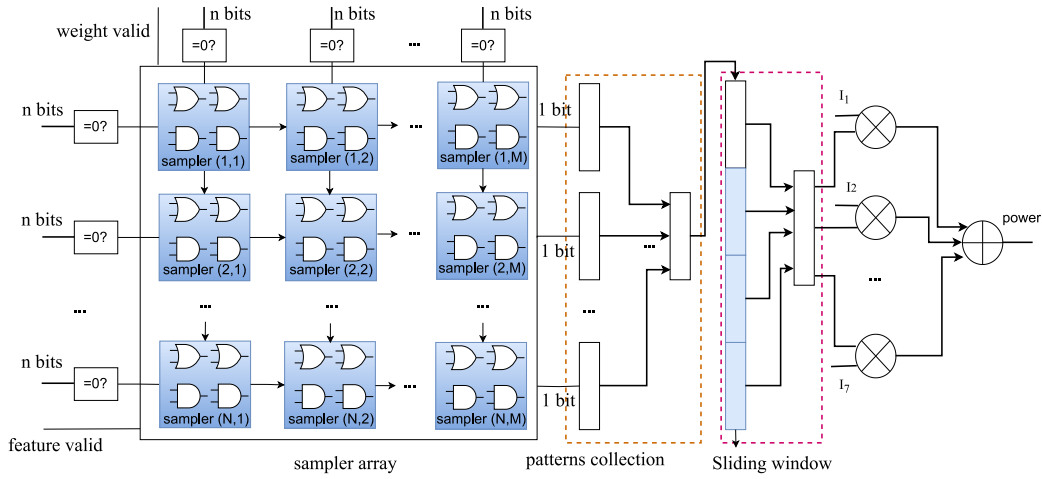 weight valid
n bits
n bits
n bits
=0?
=0?
...
=0?
n bits
=0?
sampler (1,1)
sampler (1,2)
...
sampler (1,M)
1 bit
n bits
=0?
sampler (2,1)
sampler (2,2)
...
sampler (2,M)
1 bit
...
...
...
...
...
n bits
=0?
sampler (N,1)
sampler (N,2)
...
sampler (N,M)
1 bit
feature valid
sampler array
...
patterns collection
Sliding window
I1
I2
...
I7
power